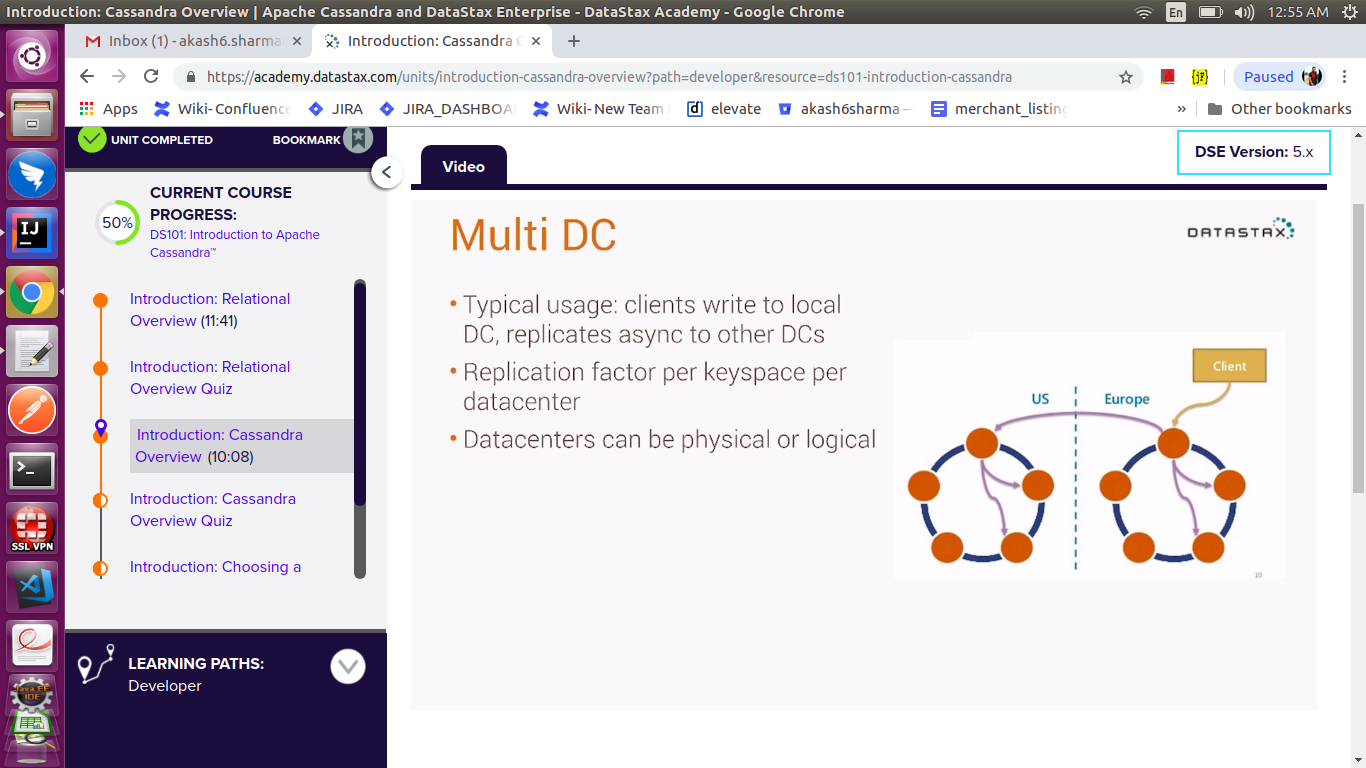 Introduction: Cassandra Overview | Apache Cassandra and DataStax Enterprise - DataStax Academy - Google Chrome
En
12:55 AM
Inbox (1) - akash6.sharma
Introduction: Cassandra
https://academy.datastax.com/units/introduction-cassandra-overview?path=developer&resource=ds101-introduction-cassandra
Paused
Apps
Wiki- Confluence
JIRA
JIRA_DASHBOA
Wiki- New Team
elevate
akash6sharma —
merchant_listing
»
Other bookmarks
UNIT COMPLETED
BOOKMARK
CURRENT COURSE
PROGRESS:
50%
DS101: Introduction to Apache
Cassandra™
Introduction: Relational
Overview (11:41)
Introduction: Relational
Overview Quiz
Introduction: Cassandra
Overview (10:08)
Introduction: Cassandra
Overview Quiz
Introduction: Choosing a
LEARNING PATHS:
Developer
Video
DSE Version: 5.x
Multi DC
DATASTAX
• Typical usage: clients write to local
DC, replicates async to other DCs
• Replication factor per keyspace per
datacenter
• Datacenters can be physical or logical
Client
US
Europe
10
IJ
SSL VPN
Java EE
IDE